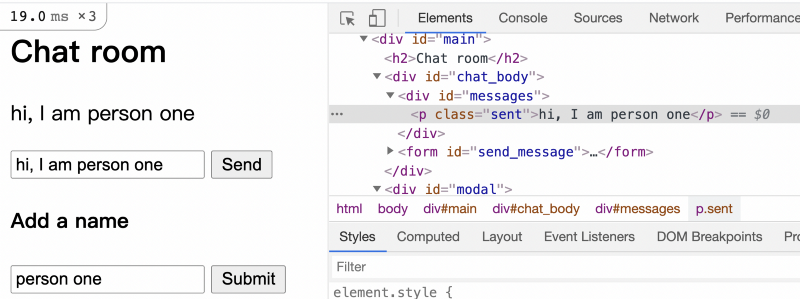 19.0 ms ×3
Chat room
hi, I am person one
hi, I am person one Send
Add a name
person one Submit
Elements Console Sources Network Performance
▼<div id="main">
<h2>Chat room</h2>
▼<div id="chat_body">
▼<div id="messages">
⋯ <p class="sent">hi, I am person one</p> == $0
</div>
▶<form id="send_message">…</form>
</div>
▼<div id="modal">
html body div#main div#chat_body div#messages p.sent
Styles Computed Layout Event Listeners DOM Breakpoints Pro
Filter
element.style {